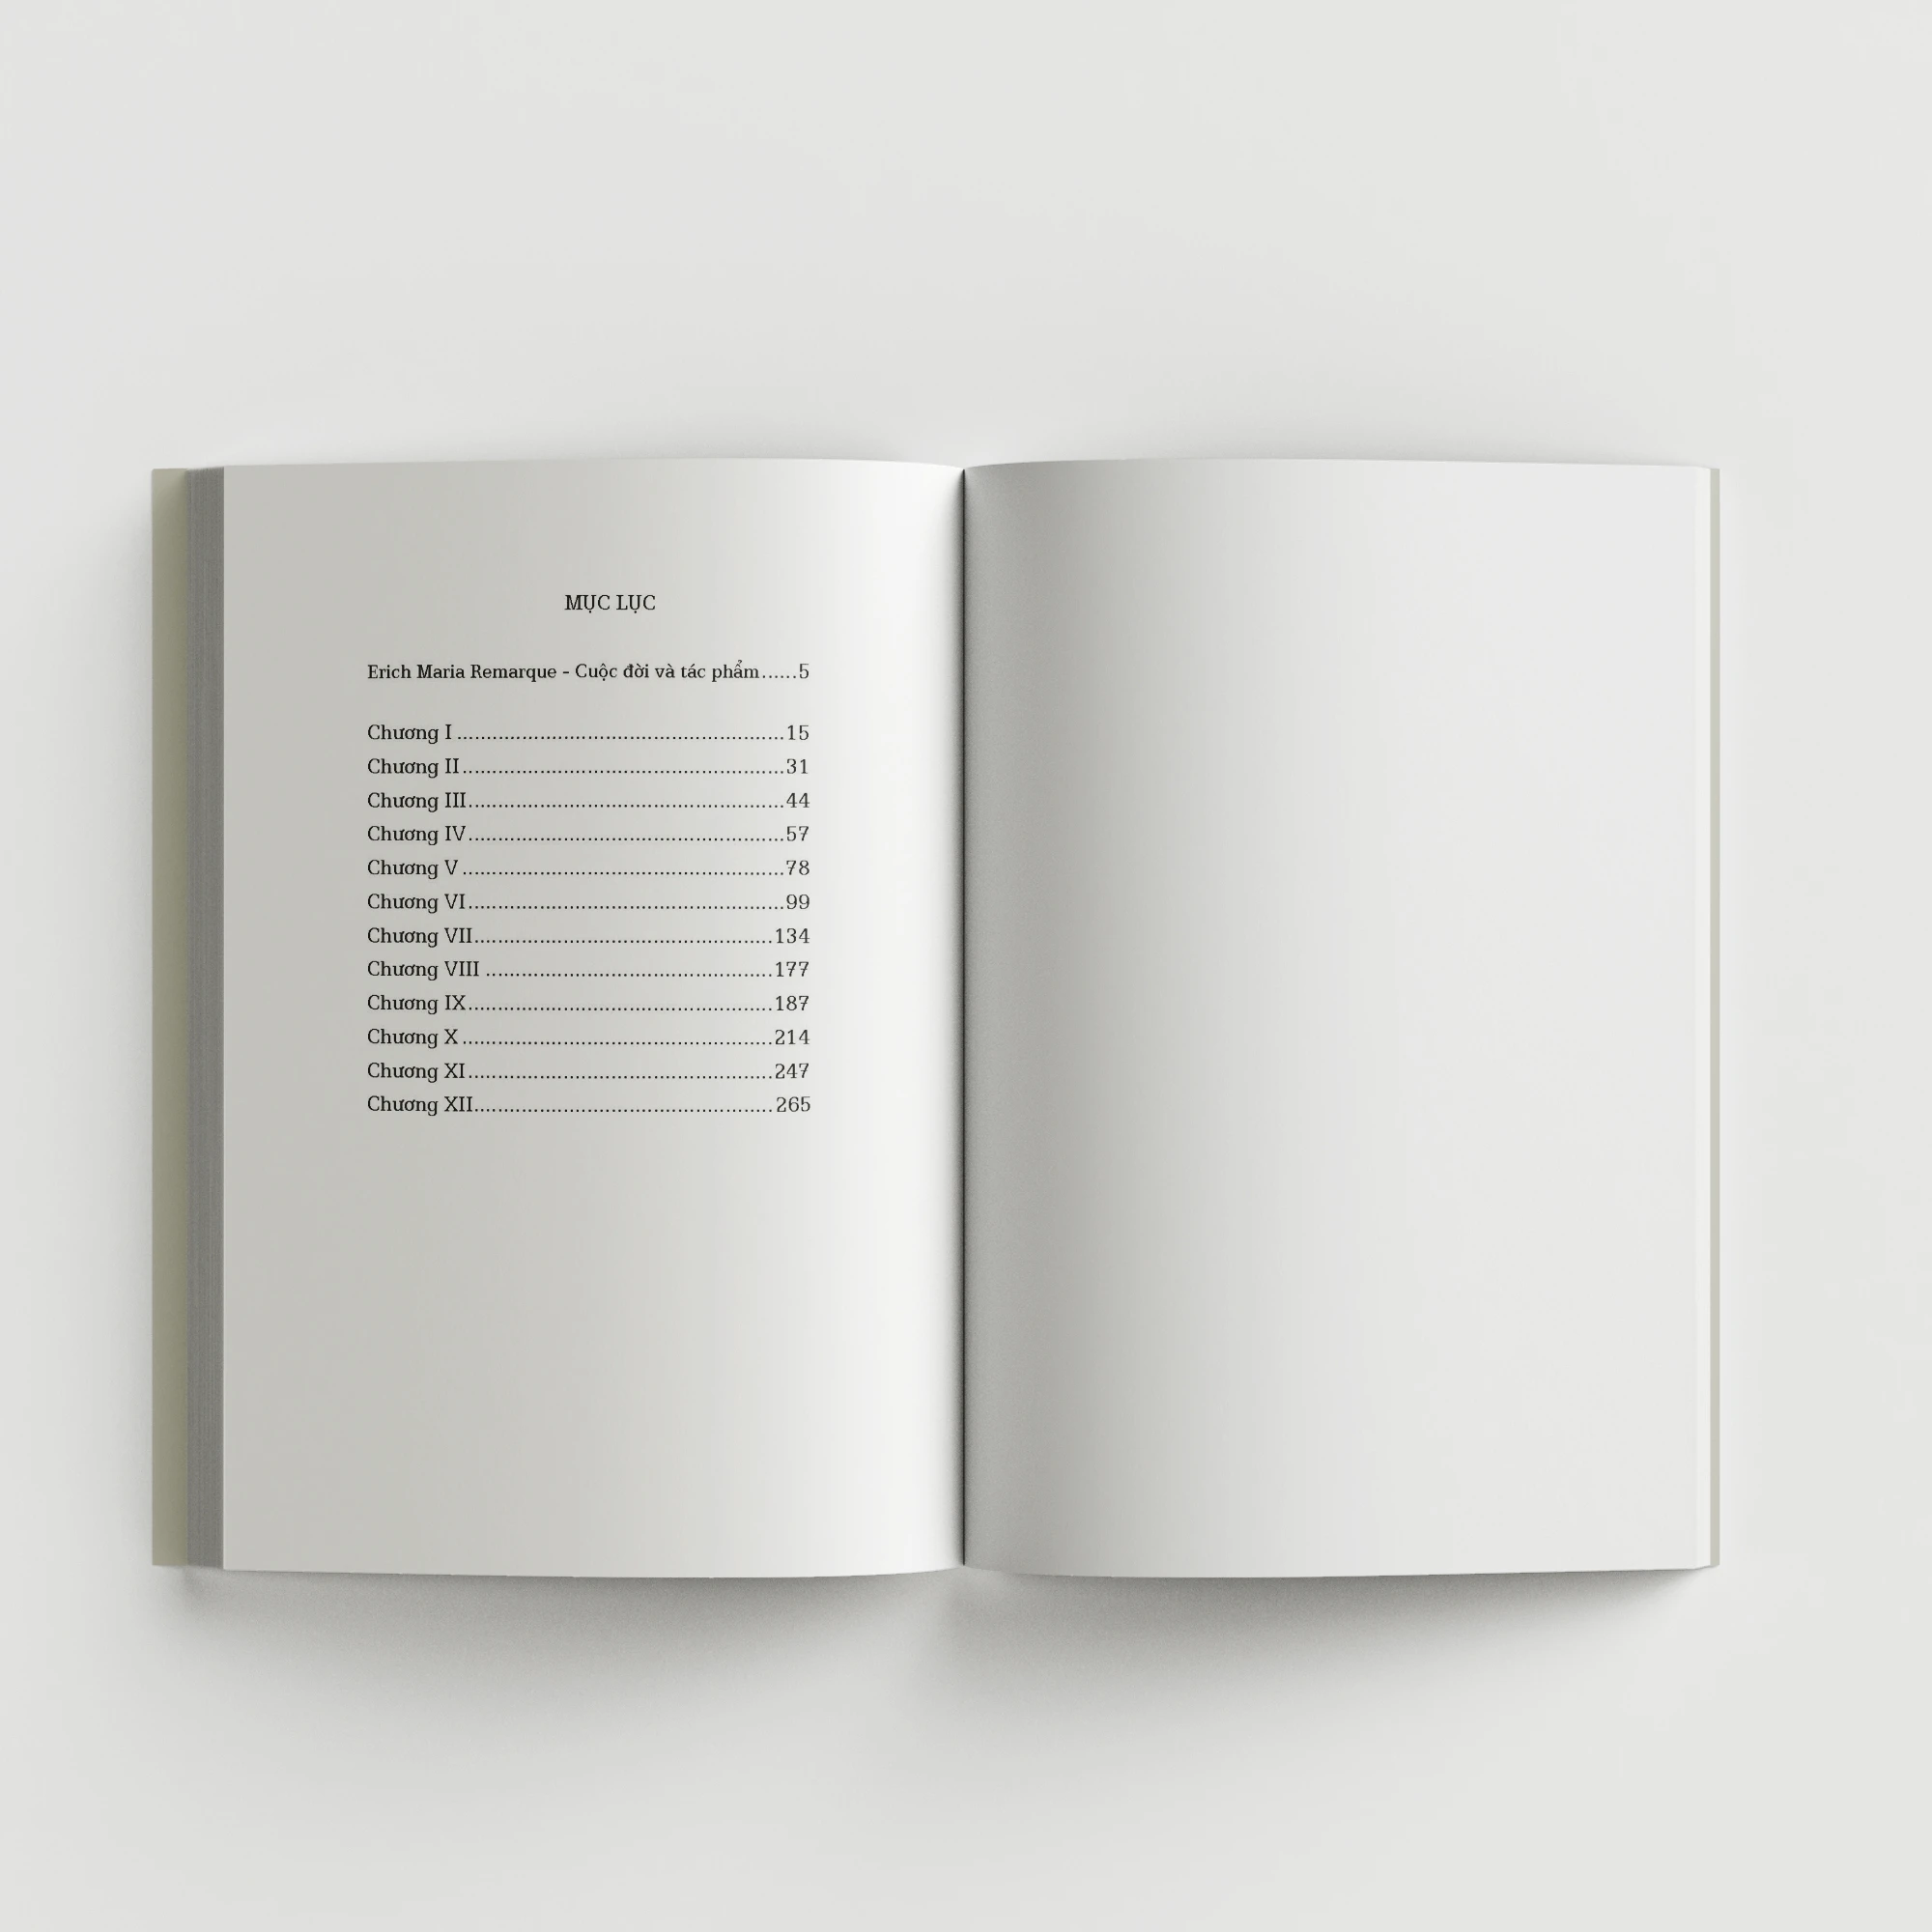 MỤC LỤC
Erich Maria Remarque - Cuộc đời và tác phẩm......5
Chương I.......................................................15
Chương II......................................................31
Chương III.....................................................44
Chương IV.....................................................57
Chương V......................................................78
Chương VI.....................................................99
Chương VII..................................................134
Chương VIII................................................177
Chương IX...................................................187
Chương X....................................................214
Chương XI...................................................247
Chương XII..................................................265